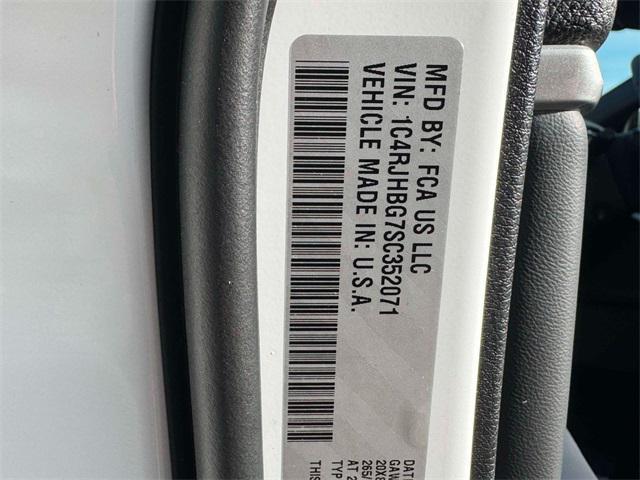 MFD BY: FCA US LLC
VIN: 1C4RJHBG7SC352071
VEHICLE MADE IN: U.S.A.